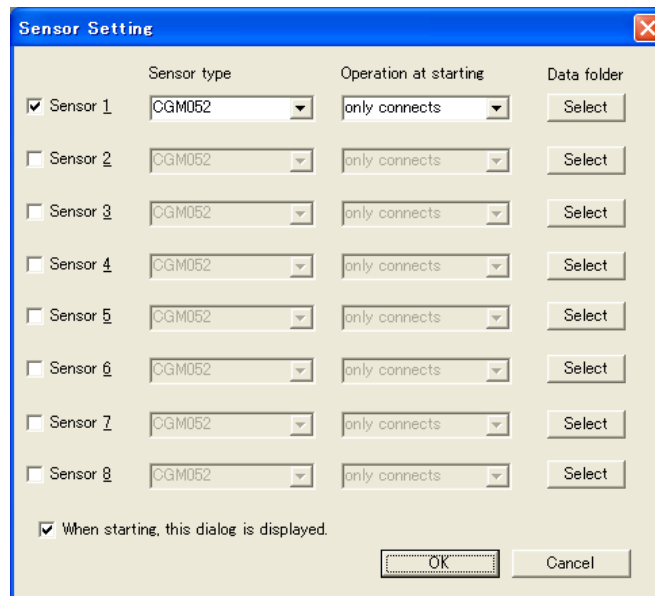 Sensor Setting
Sensor type Operation at starting Data folder
Sensor 1 CGM052 only connects Select
Sensor 2 CGM052 only connects Select
Sensor 3 CGM052 only connects Select
Sensor 4 CGM052 only connects Select
Sensor 5 CGM052 only connects Select
Sensor 6 CGM052 only connects Select
Sensor 7 CGM052 only connects Select
Sensor 8 CGM052 only connects Select
When starting, this dialog is displayed.
OK Cancel